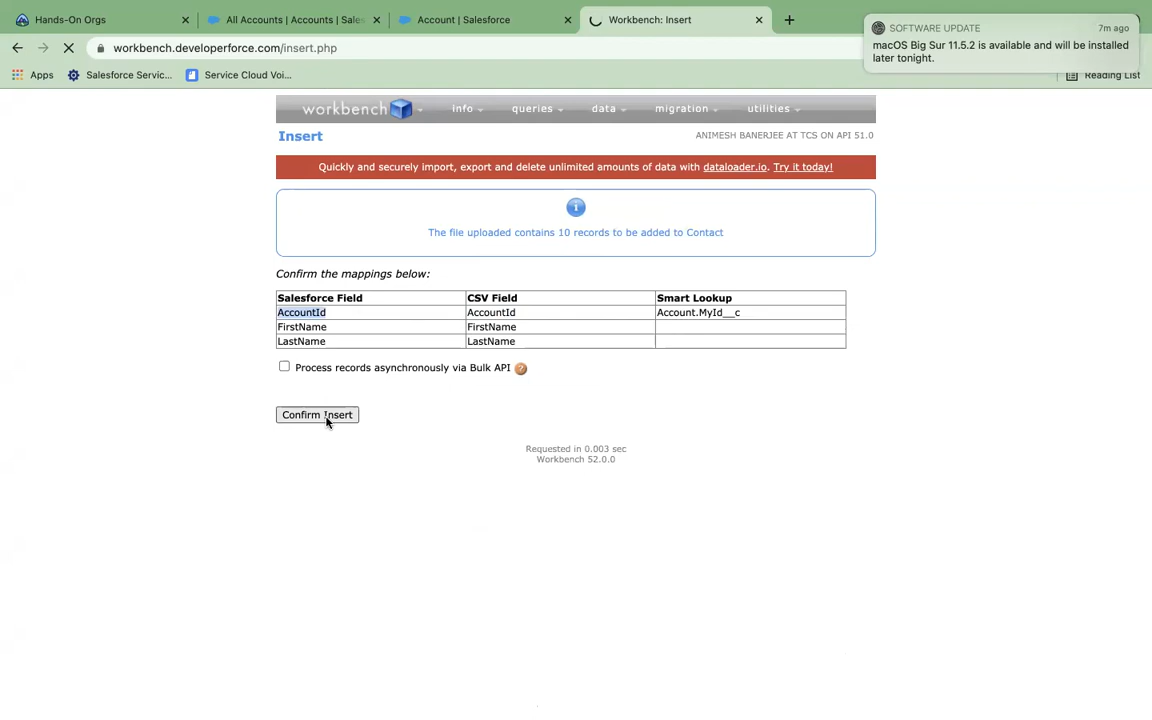 Hands-On Orgs
All Accounts | Accounts | Sales
Account | Salesforce
Workbench: Insert
SOFTWARE UPDATE
7m ago
macOS Big Sur 11.5.2 is available and will be installed
later tonight.
workbench.developerforce.com/insert.php
Apps
Salesforce Servic...
Service Cloud Voi...
Reading List
workbench
info
queries
data
migration
utilities
Insert
ANIMESH BANERJEE AT TCS ON API 51.0
Quickly and securely import, export and delete unlimited amounts of data with dataloader.io. Try it today!
The file uploaded contains 10 records to be added to Contact
Confirm the mappings below:
Salesforce Field CSV Field Smart Lookup
AccountId AccountId Account.MyId__c
FirstName FirstName
LastName LastName
Process records asynchronously via Bulk API ?
Confirm Insert
Requested in 0.003 sec
Workbench 52.0.0